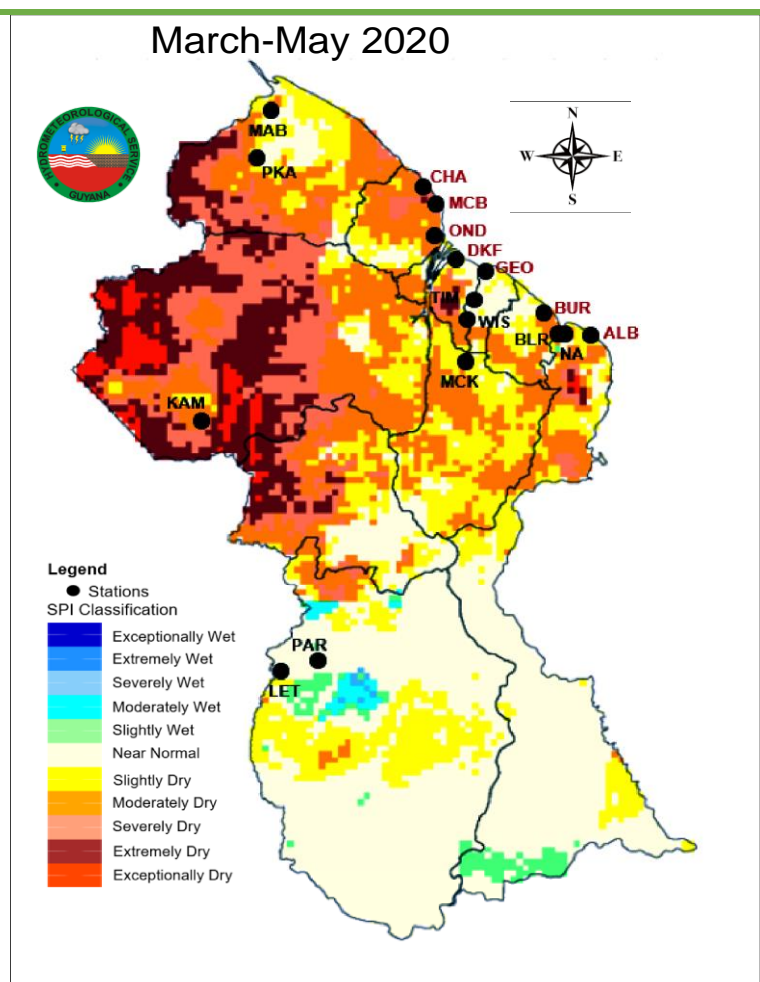 March-May 2020
HYDROMETEOROLOGICAL SERVICE
GUYANA
N
W
E
S
MAB
PKA
CHA
MCB
OND
DKF
GEO
TIM
WIS
BUR
BLR
NA
ALB
MCK
KAM
PAR
LET
Legend
Stations
SPI Classification
Exceptionally Wet
Extremely Wet
Severely Wet
Moderately Wet
Slightly Wet
Near Normal
Slightly Dry
Moderately Dry
Severely Dry
Extremely Dry
Exceptionally Dry